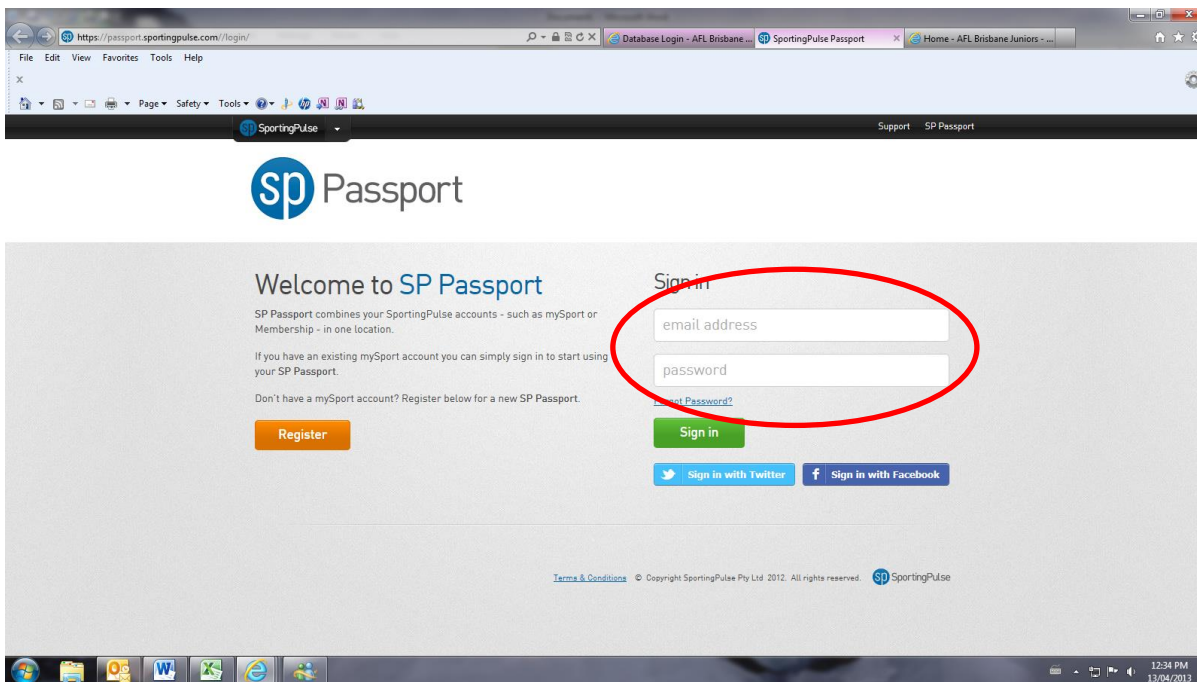 https://passport.sportingpulse.com//login/
Database Login - AFL Brisbane ...
SportingPulse Passport
Home - AFL Brisbane Juniors - ...
File Edit View Favorites Tools Help
Page Safety Tools
SportingPulse
Support SP Passport
sp Passport
Welcome to SP Passport
SP Passport combines your SportingPulse accounts - such as mySport or
Membership - in one location.
If you have an existing mySport account you can simply sign in to start using
your SP Passport.
Don't have a mySport account? Register below for a new SP Passport.
Register
Sign in
email address
password
Forgot Password?
Sign in
Sign in with Twitter
f Sign in with Facebook
Terms & Conditions © Copyright SportingPulse Pty Ltd 2012. All rights reserved. sp SportingPulse
12:34 PM
13/04/2013